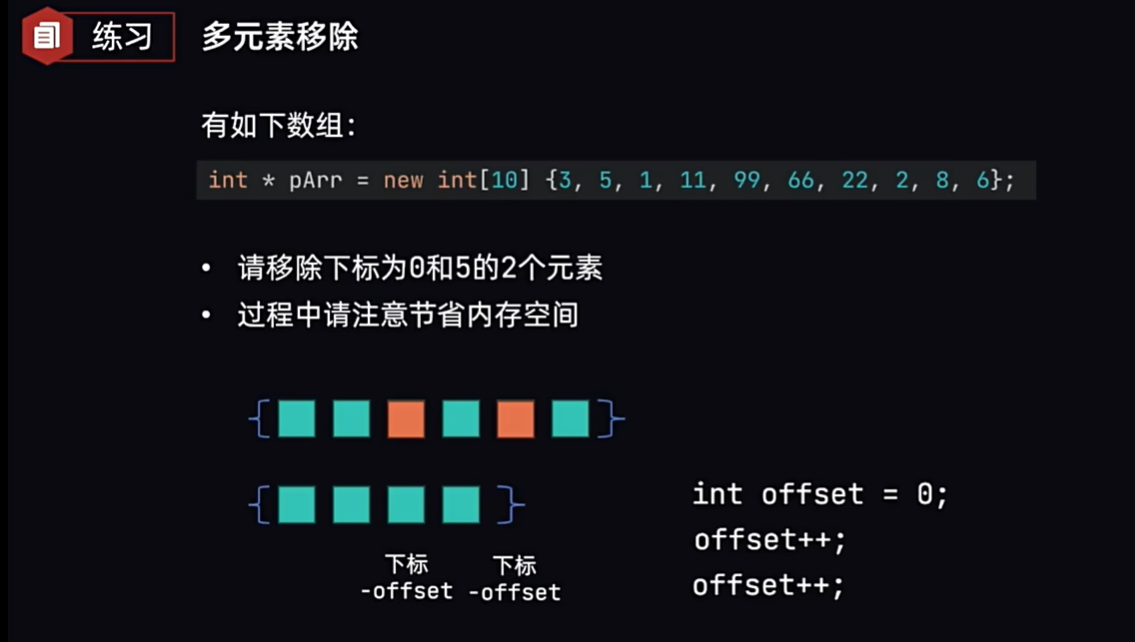 练习 多元素移除
有如下数组：
int * pArr = new int[10] {3, 5, 1, 11, 99, 66, 22, 2, 8, 6};
• 请移除下标为0和5的2个元素
• 过程中请注意节省内存空间
int offset = 0;
offset++;
offset++;
下标 下标
-offset -offset